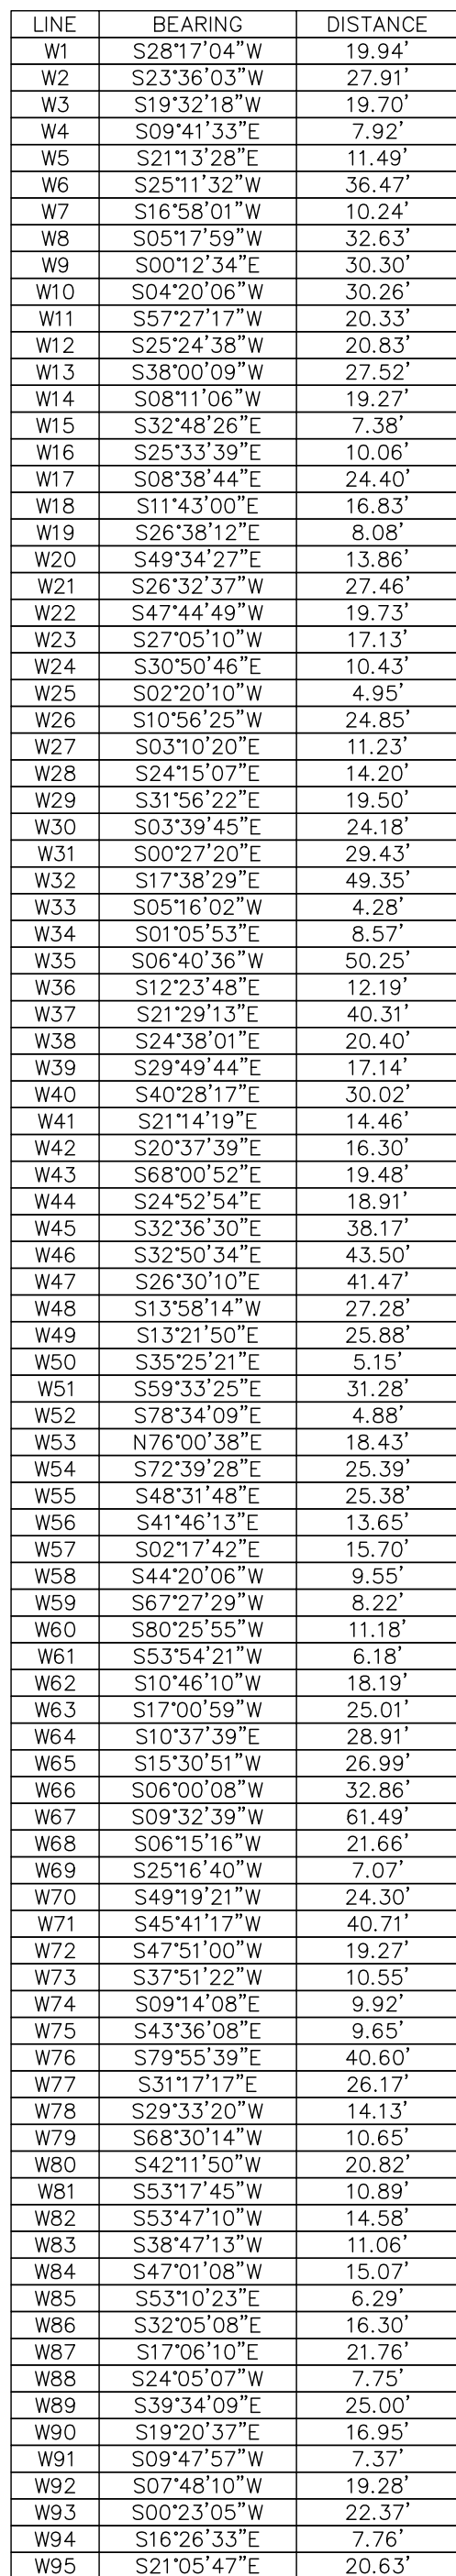 LINE BEARING DISTANCE
W1 S28°17'04"W 19.94'
W2 S23°36'03"W 27.91'
W3 S19°32'18"W 19.70'
W4 S09°41'33"E 7.92'
W5 S21°13'28"E 11.49'
W6 S25°11'32"W 36.47'
W7 S16°58'01"W 10.24'
W8 S05°17'59"W 32.63'
W9 S00°12'34"E 30.30'
W10 S04°20'06"W 30.26'
W11 S57°27'17"W 20.33'
W12 S25°24'38"W 20.83'
W13 S38°00'09"W 27.52'
W14 S08°11'06"W 19.27'
W15 S32°48'26"E 7.38'
W16 S25°33'39"E 10.06'
W17 S08°38'44"E 24.40'
W18 S11°43'00"E 16.83'
W19 S26°38'12"E 8.08'
W20 S49°34'27"E 13.86'
W21 S26°32'37"W 27.46'
W22 S47°44'49"W 19.73'
W23 S27°05'10"W 17.13'
W24 S30°50'46"E 10.43'
W25 S02°20'10"W 4.95'
W26 S10°56'25"W 24.85'
W27 S03°10'20"E 11.23'
W28 S24°15'07"E 14.20'
W29 S31°56'22"E 19.50'
W30 S03°39'45"E 24.18'
W31 S00°27'20"E 29.43'
W32 S17°38'29"E 49.35'
W33 S05°16'02"W 4.28'
W34 S01°05'53"E 8.57'
W35 S06°40'36"W 50.25'
W36 S12°23'48"E 12.19'
W37 S21°29'13"E 40.31'
W38 S24°38'01"E 20.40'
W39 S29°49'44"E 17.14'
W40 S40°28'17"E 30.02'
W41 S21°14'19"E 14.46'
W42 S20°37'39"E 16.30'
W43 S68°00'52"E 19.48'
W44 S24°52'54"E 18.91'
W45 S32°36'30"E 38.17'
W46 S32°50'34"E 43.50'
W47 S26°30'10"E 41.47'
W48 S13°58'14"W 27.28'
W49 S13°21'50"E 25.88'
W50 S35°25'21"E 5.15'
W51 S59°33'25"E 31.28'
W52 S78°34'09"E 4.88'
W53 N76°00'38"E 18.43'
W54 S72°39'28"E 25.39'
W55 S48°31'48"E 25.38'
W56 S41°46'13"E 13.65'
W57 S02°17'42"E 15.70'
W58 S44°20'06"W 9.55'
W59 S67°27'29"W 8.22'
W60 S80°25'55"W 11.18'
W61 S53°54'21"W 6.18'
W62 S10°46'10"W 18.19'
W63 S17°00'59"W 25.01'
W64 S10°37'39"E 28.91'
W65 S15°30'51"W 26.99'
W66 S06°00'08"W 32.86'
W67 S09°32'39"W 61.49'
W68 S06°15'16"W 21.66'
W69 S25°16'40"W 7.07'
W70 S49°19'21"W 24.30'
W71 S45°41'17"W 40.71'
W72 S47°51'00"W 19.27'
W73 S37°51'22"W 10.55'
W74 S09°14'08"E 9.92'
W75 S43°36'08"E 9.65'
W76 S79°55'39"E 40.60'
W77 S31°17'17"E 26.17'
W78 S29°33'20"W 14.13'
W79 S68°30'14"W 10.65'
W80 S42°11'50"W 20.82'
W81 S53°17'45"W 10.89'
W82 S53°47'10"W 14.58'
W83 S38°47'13"W 11.06'
W84 S47°01'08"W 15.07'
W85 S53°10'23"E 6.29'
W86 S32°05'08"E 16.30'
W87 S17°06'10"E 21.76'
W88 S24°05'07"W 7.75'
W89 S39°34'09"E 25.00'
W90 S19°20'37"E 16.95'
W91 S09°47'57"W 7.37'
W92 S07°48'10"W 19.28'
W93 S00°23'05"W 22.37'
W94 S16°26'33"E 7.76'
W95 S21°05'47"E 20.63'